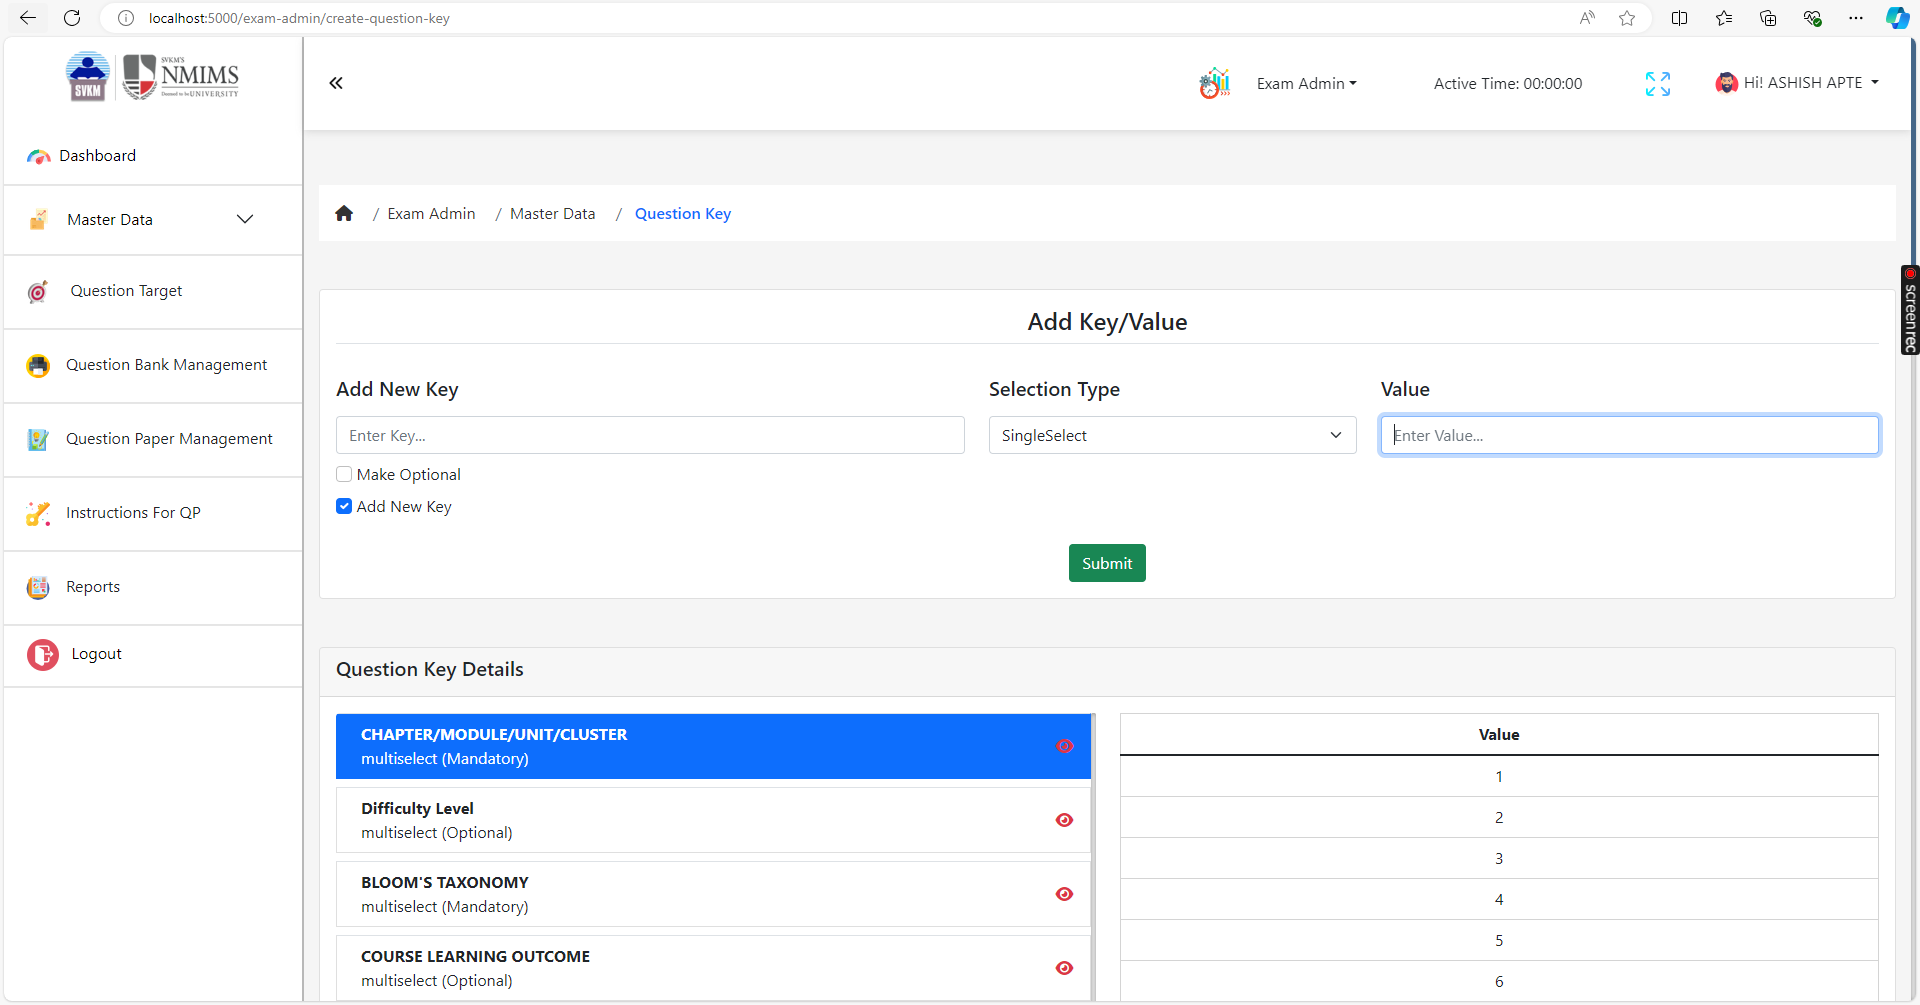 localhost:5000/exam-admin/create-question-key
SVKM
SVKM'S
NMIMS
Deemed to be UNIVERSITY
Exam Admin
Active Time: 00:00:00
Hi! ASHISH APTE
Dashboard
Master Data
Question Target
Question Bank Management
Question Paper Management
Instructions For QP
Reports
Logout
/ Exam Admin / Master Data / Question Key
screenrec
Add Key/Value
Add New Key
Selection Type
Value
Enter Key...
SingleSelect
Enter Value...
Make Optional
Add New Key
Submit
Question Key Details
CHAPTER/MODULE/UNIT/CLUSTER
multiselect (Mandatory)
Difficulty Level
multiselect (Optional)
BLOOM'S TAXONOMY
multiselect (Mandatory)
COURSE LEARNING OUTCOME
multiselect (Optional)
Value
1
2
3
4
5
6